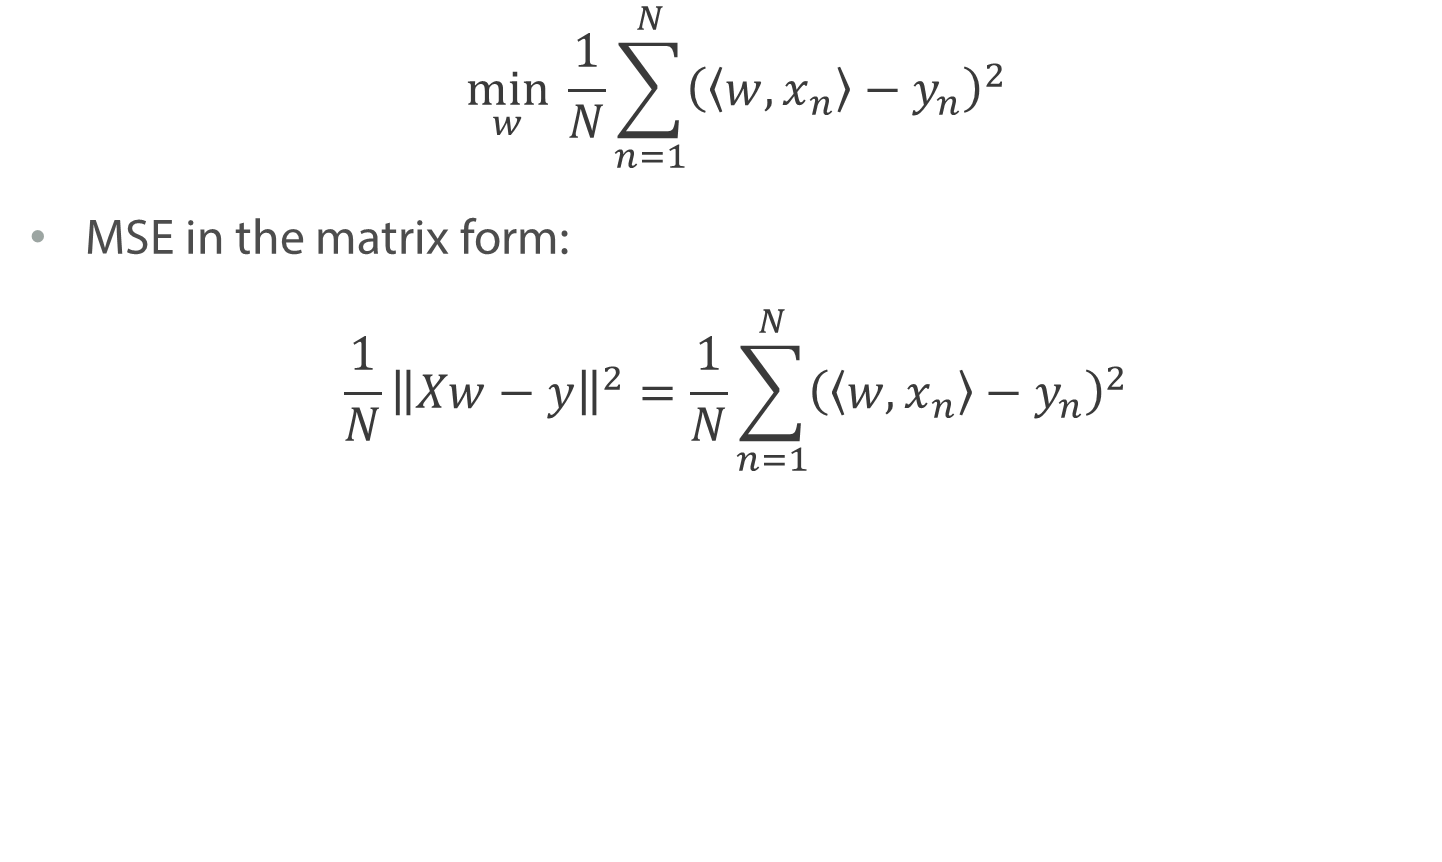 min_w 1/N ∑_{n=1}^{N} (⟨w, x_n⟩ − y_n)²
• MSE in the matrix form:
1/N ‖Xw − y‖² = 1/N ∑_{n=1}^{N} (⟨w, x_n⟩ − y_n)²